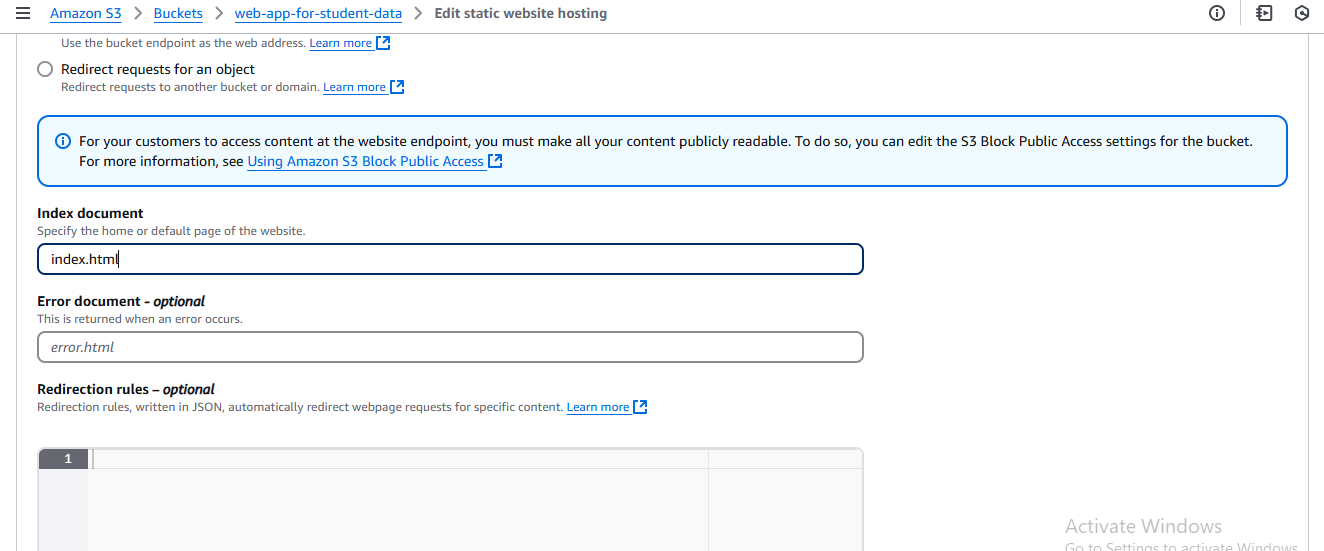 Amazon S3 > Buckets > web-app-for-student-data > Edit static website hosting
Use the bucket endpoint as the web address. Learn more
Redirect requests for an object
Redirect requests to another bucket or domain. Learn more
For your customers to access content at the website endpoint, you must make all your content publicly readable. To do so, you can edit the S3 Block Public Access settings for the bucket.
For more information, see Using Amazon S3 Block Public Access
Index document
Specify the home or default page of the website.
index.html
Error document - optional
This is returned when an error occurs.
error.html
Redirection rules – optional
Redirection rules, written in JSON, automatically redirect webpage requests for specific content. Learn more
1
Activate Windows
Go to Settings to activate Windows.